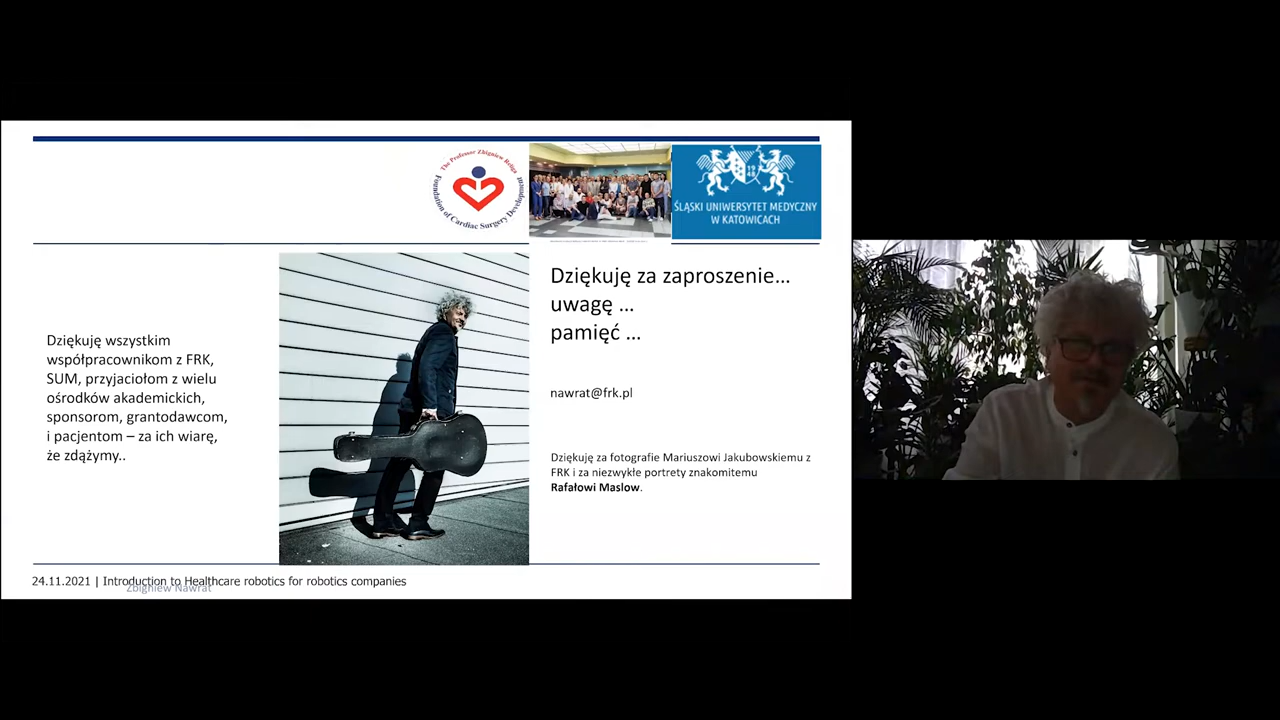 The Professor Zbigniew Religa
Foundation of Cardiac Surgery Development
1948
ŚLĄSKI UNIWERSYTET MEDYCZNY
W KATOWICACH
Dziękuję wszystkim
współpracownikom z FRK,
SUM, przyjaciołom z wielu
ośrodków akademickich,
sponsorom, grantodawcom,
i pacjentom – za ich wiarę,
że zdążymy..
Dziękuję za zaproszenie...
uwagę ...
pamięć ...
nawrat@frk.pl
Dziękuję za fotografie Mariuszowi Jakubowskiemu z
FRK i za niezwykłe portrety znakomitemu
Rafałowi Maslow.
24.11.2021 | Introduction to Healthcare robotics for robotics companies
Zbigniew Nawrat